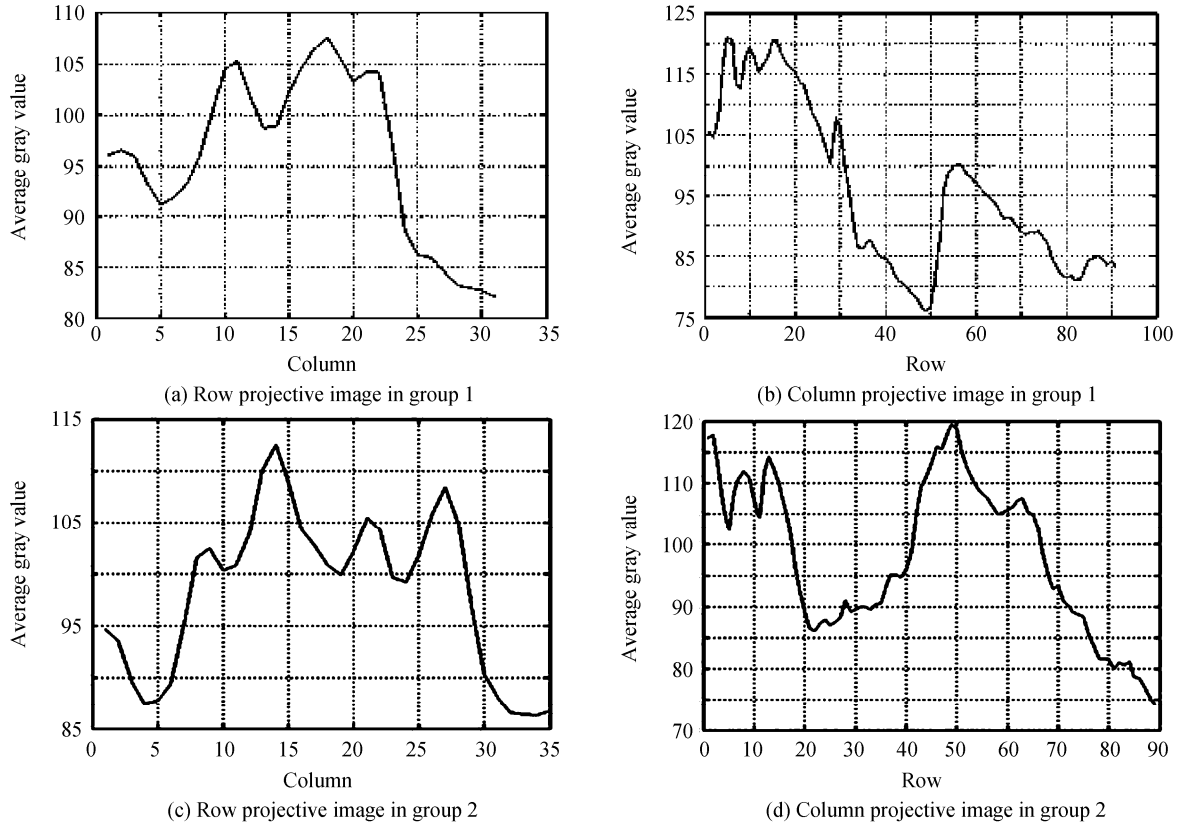 110
105
100
95
90
85
80
Average gray value
0 5 10 15 20 25 30 35
Column
(a) Row projective image in group 1
125
115
105
95
85
75
Average gray value
0 20 30 40 50 60 70 80 100
Row
(b) Column projective image in group 1
115
105
95
85
Average gray value
0 5 10 15 20 25 30 35
Column
(c) Row projective image in group 2
120
110
100
90
80
70
Average gray value
0 10 20 30 40 50 60 70 80 90
Row
(d) Column projective image in group 2